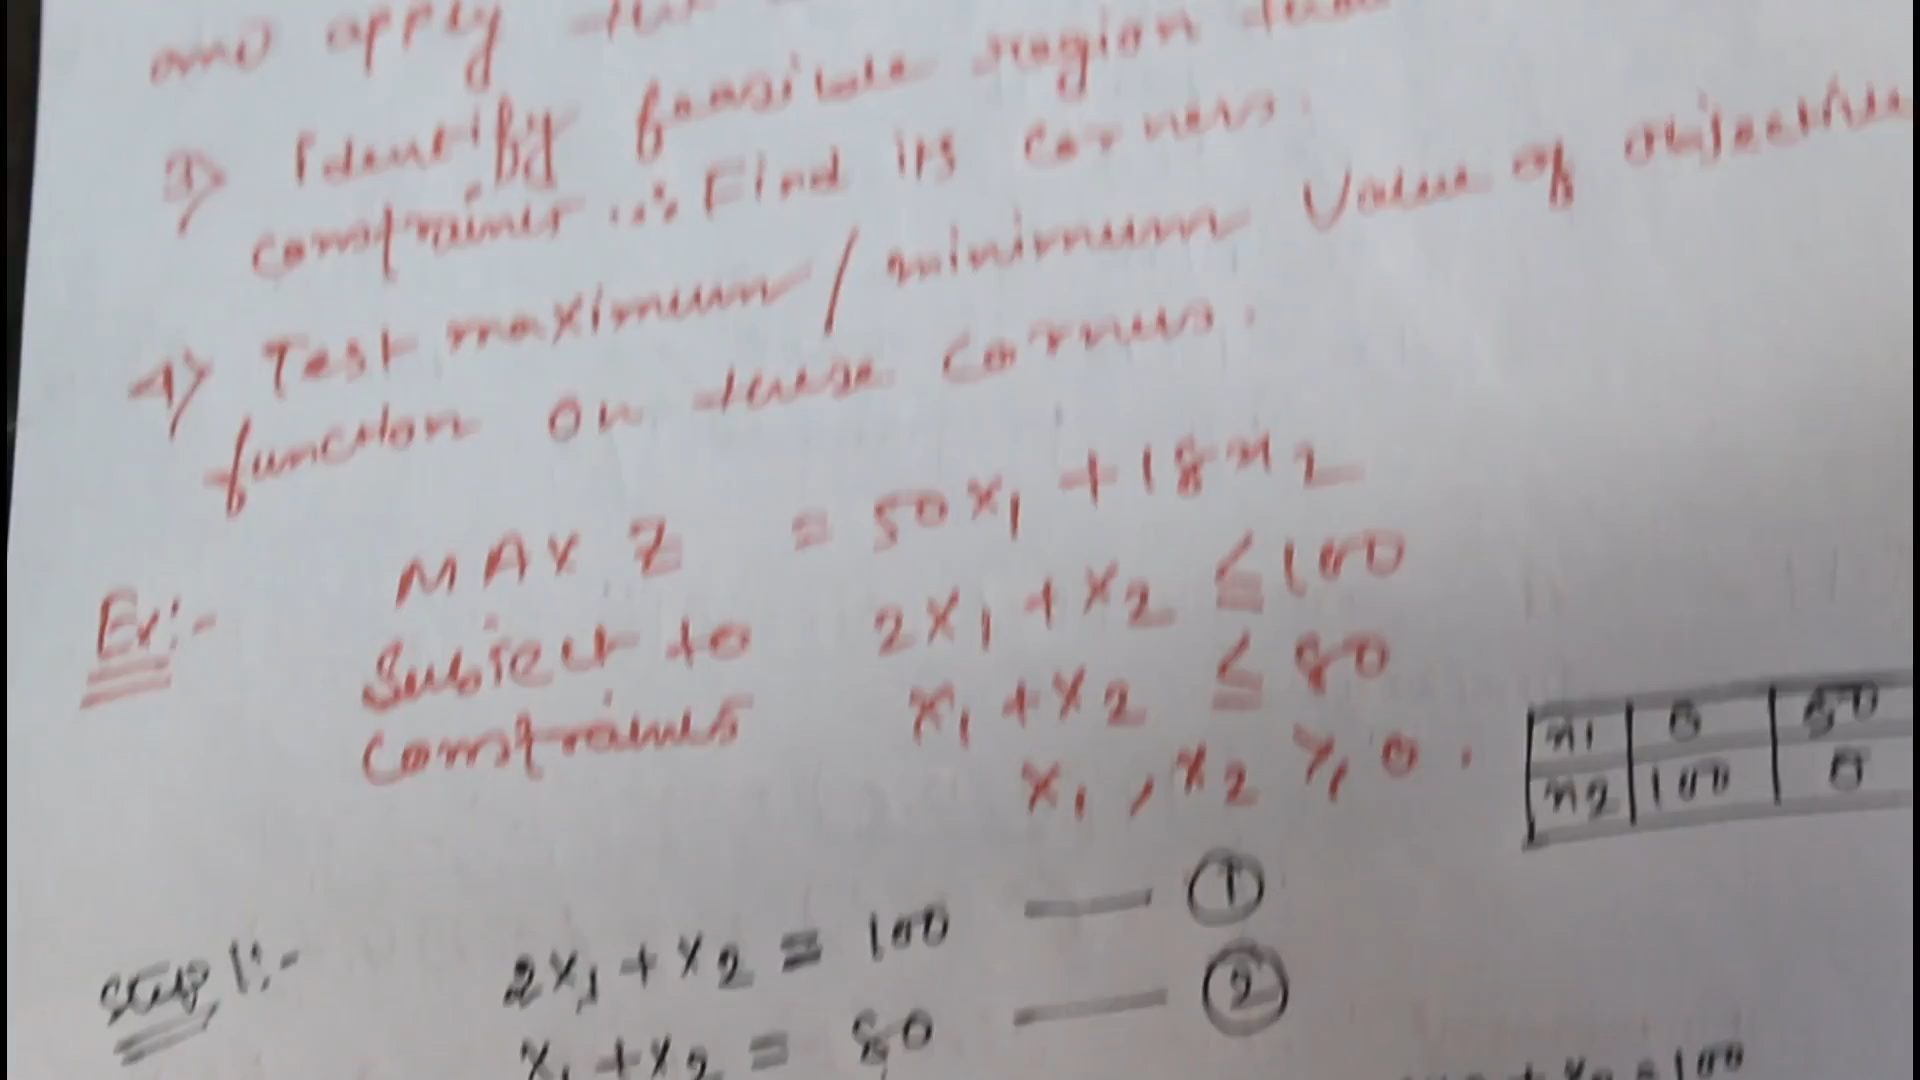 and apply the
3) Identify feasible region
constraints ∴ Find its corners.
4) Test maximum / minimum value of objective
function on these corners.
Ex:- MAX Z = 50x₁ + 18x₂
Subject to 2x₁ + x₂ ≤ 100
constraints x₁ + x₂ ≤ 80
x₁, x₂ ≥ 0.
x1 | 0 | 50
x2 | 100 | 0
Step 1:- 2x₁ + x₂ = 100 — ①
x₁ + x₂ = 80 — ②